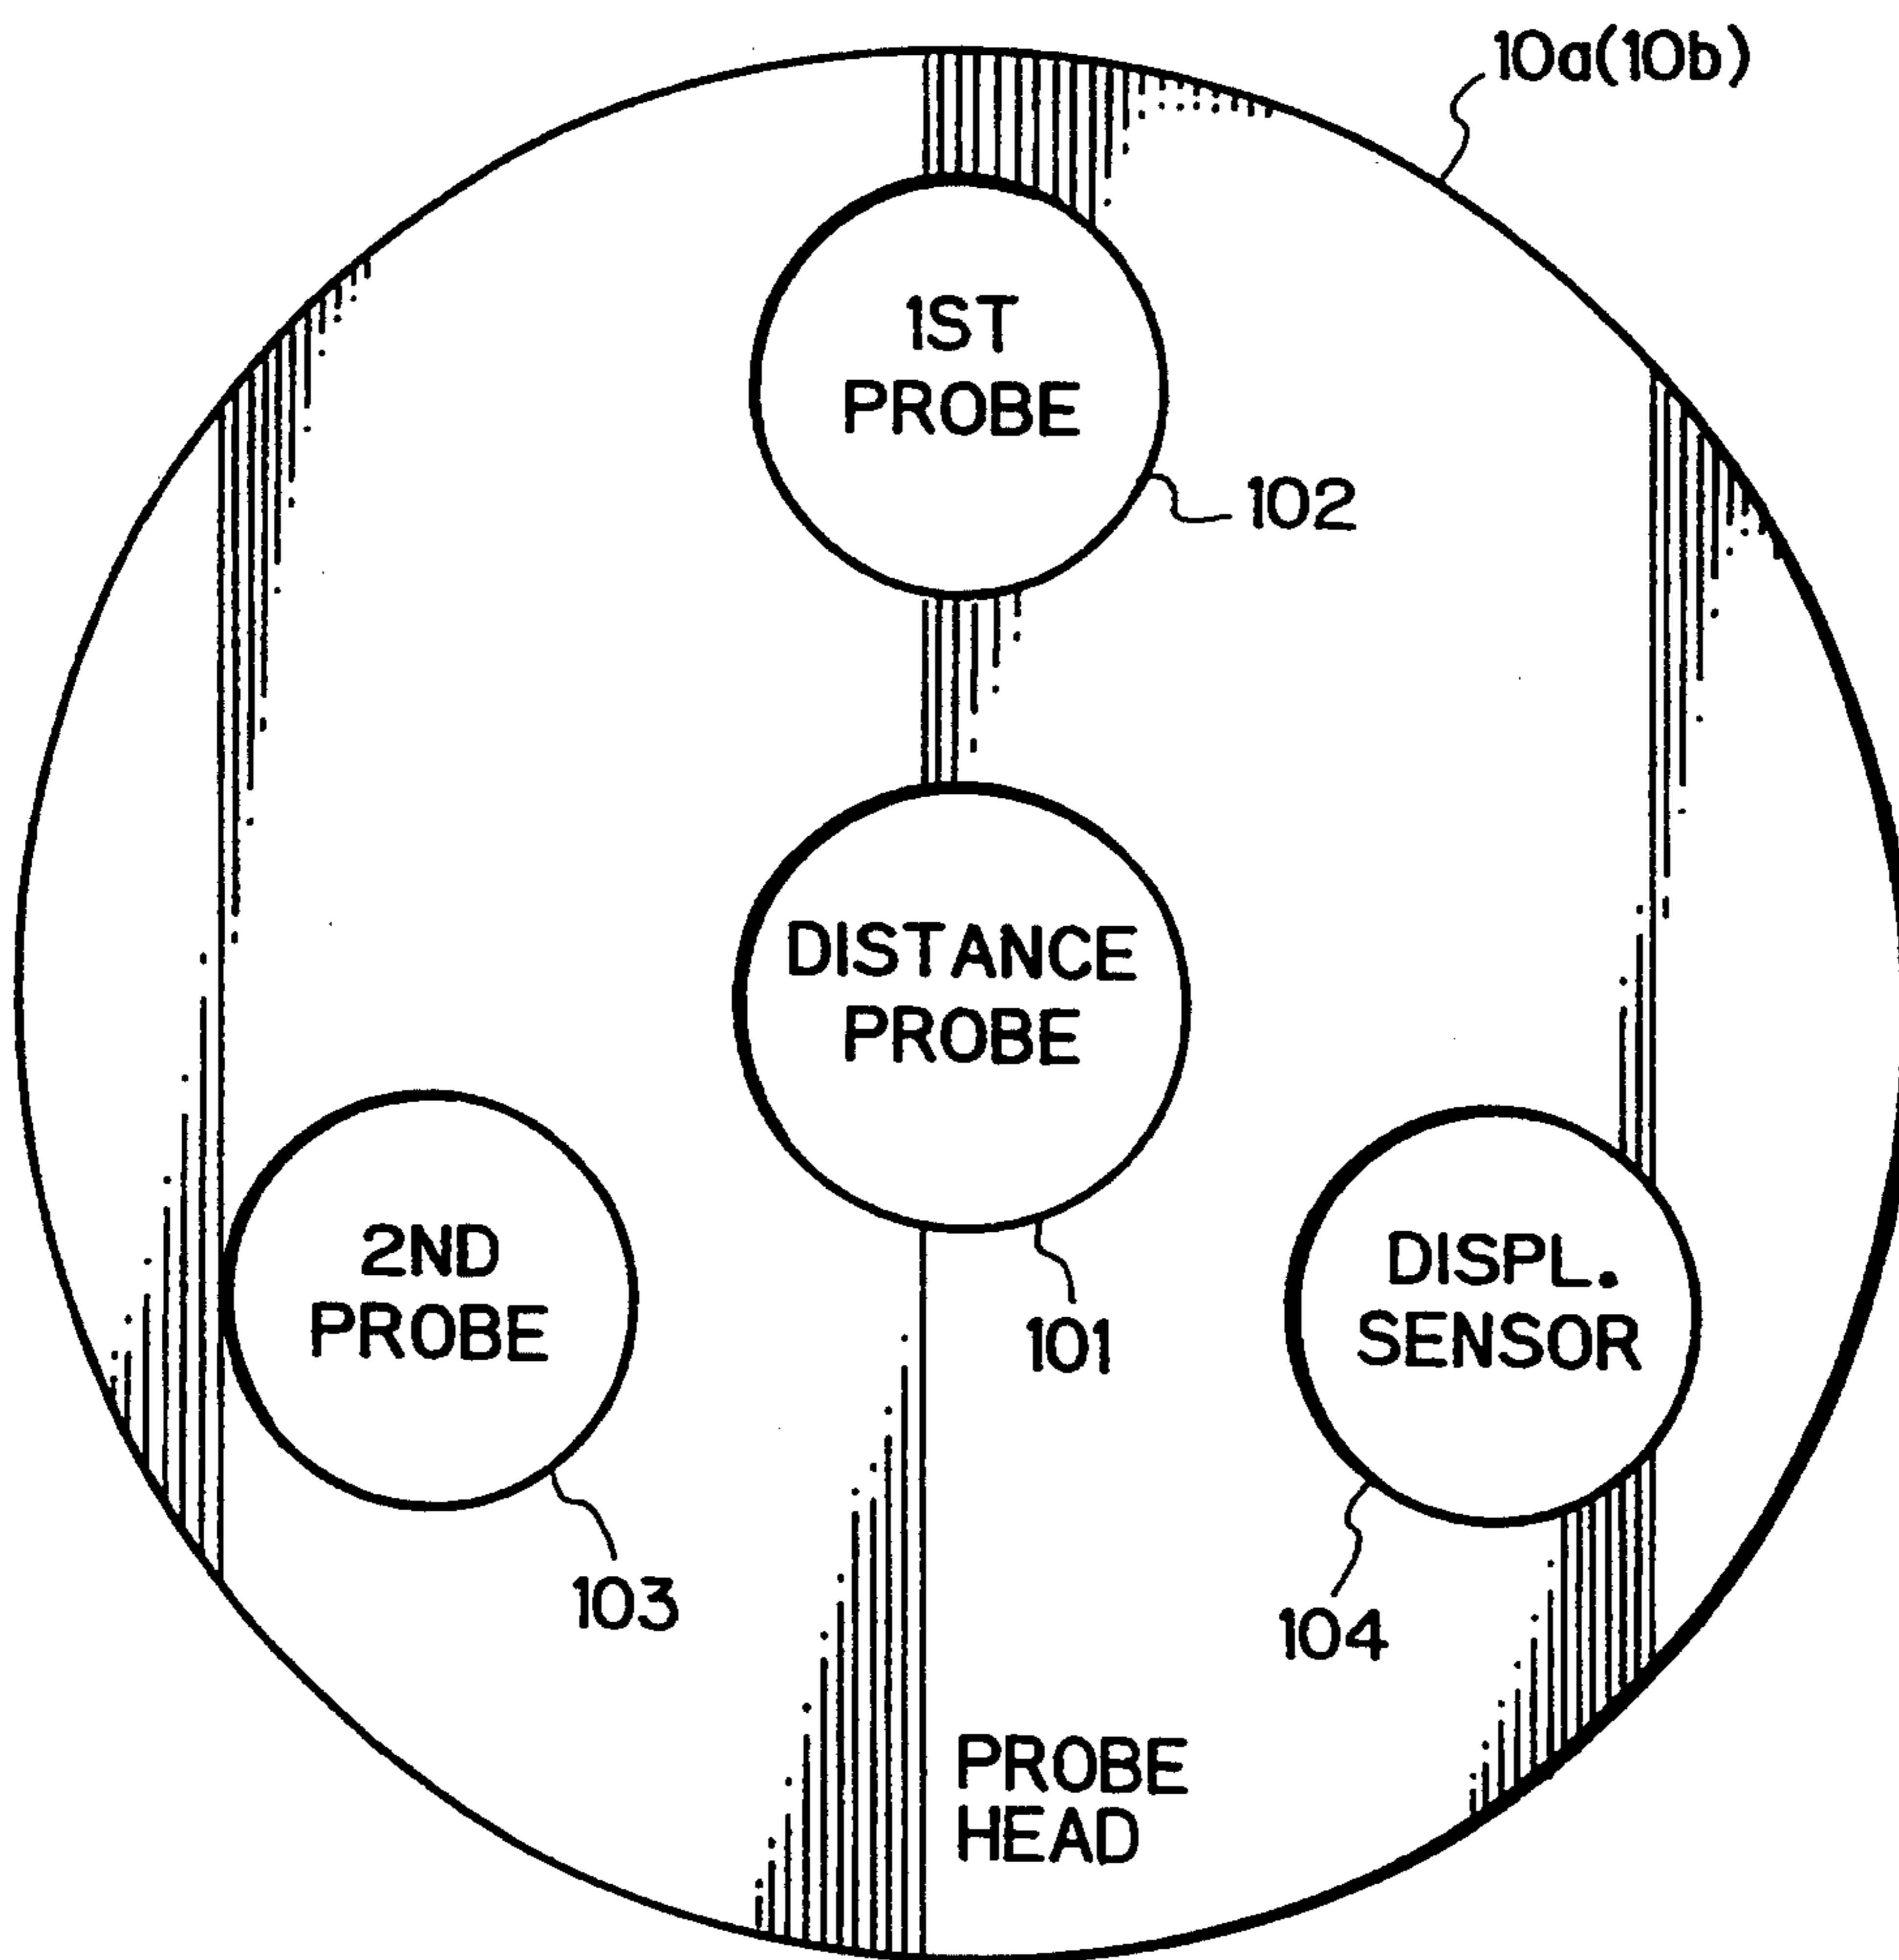 10a(10b)
1ST
PROBE
102
DISTANCE
PROBE
101
2ND
PROBE
103
DISPL.
SENSOR
104
PROBE
HEAD